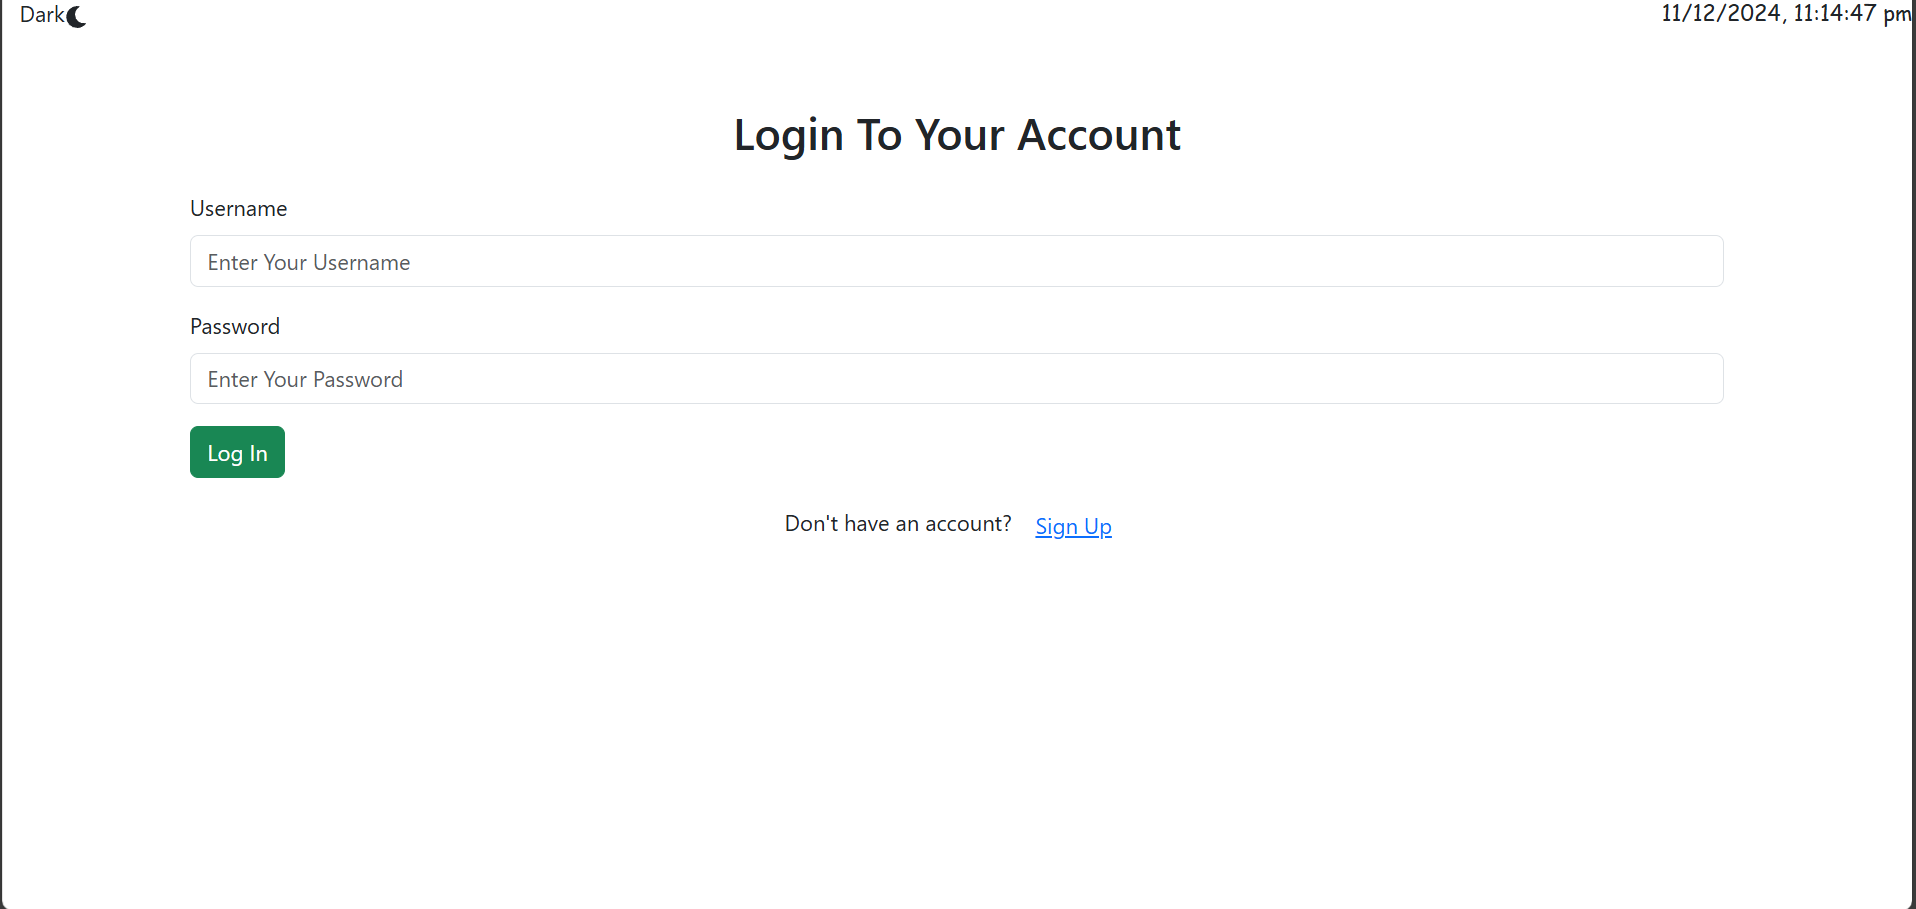 Dark
11/12/2024, 11:14:47 pm
Login To Your Account
Username
Enter Your Username
Password
Enter Your Password
Log In
Don't have an account? Sign Up